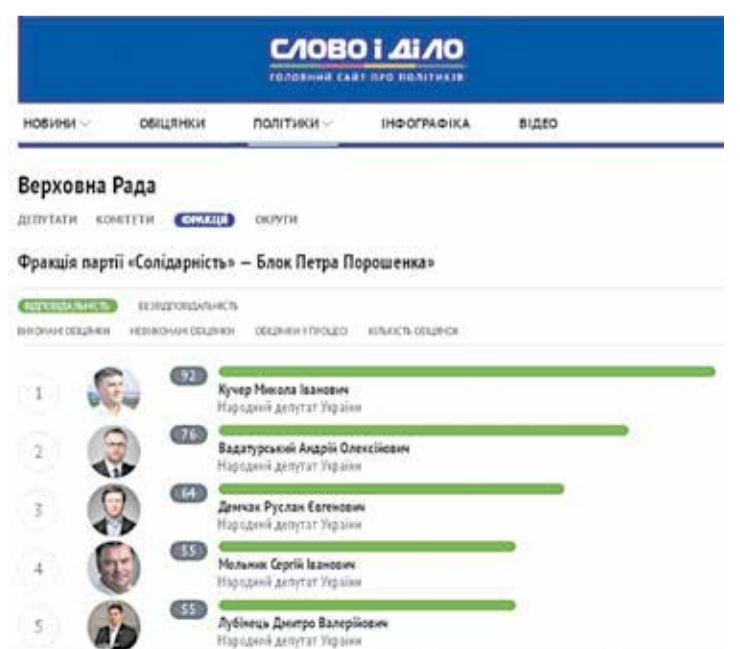 СЛОВО і ДІЛО
ГОЛОВНИЙ САЙТ ПРО ПОЛІТИКІВ
НОВИНИ ОБІЦЯНКИ ПОЛІТИКИ ІНФОГРАФІКА ВІДЕО
Верховна Рада
ДЕПУТАТИ КОМІТЕТИ ФРАКЦІЇ ОКРУГИ
Фракція партії «Солідарність» — Блок Петра Порошенка»
ВІДПОВІДАЛЬНІСТЬ БЕЗВІДПОВІДАЛЬНІСТЬ
ВИКОНАНІ ОБІЦЯНКИ НЕВИКОНАНІ ОБІЦЯНКИ ОБІЦЯНКИ У ПРОЦЕСІ КІЛЬКІСТЬ ОБІЦЯНОК
1 92
Кучер Микола Іванович
Народний депутат України
2 76
Вадатурський Андрій Олексійович
Народний депутат України
3 64
Демчак Руслан Євгенович
Народний депутат України
4 55
Мельник Сергій Іванович
Народний депутат України
5 55
Лубінець Дмитро Валерійович
Народний депутат України